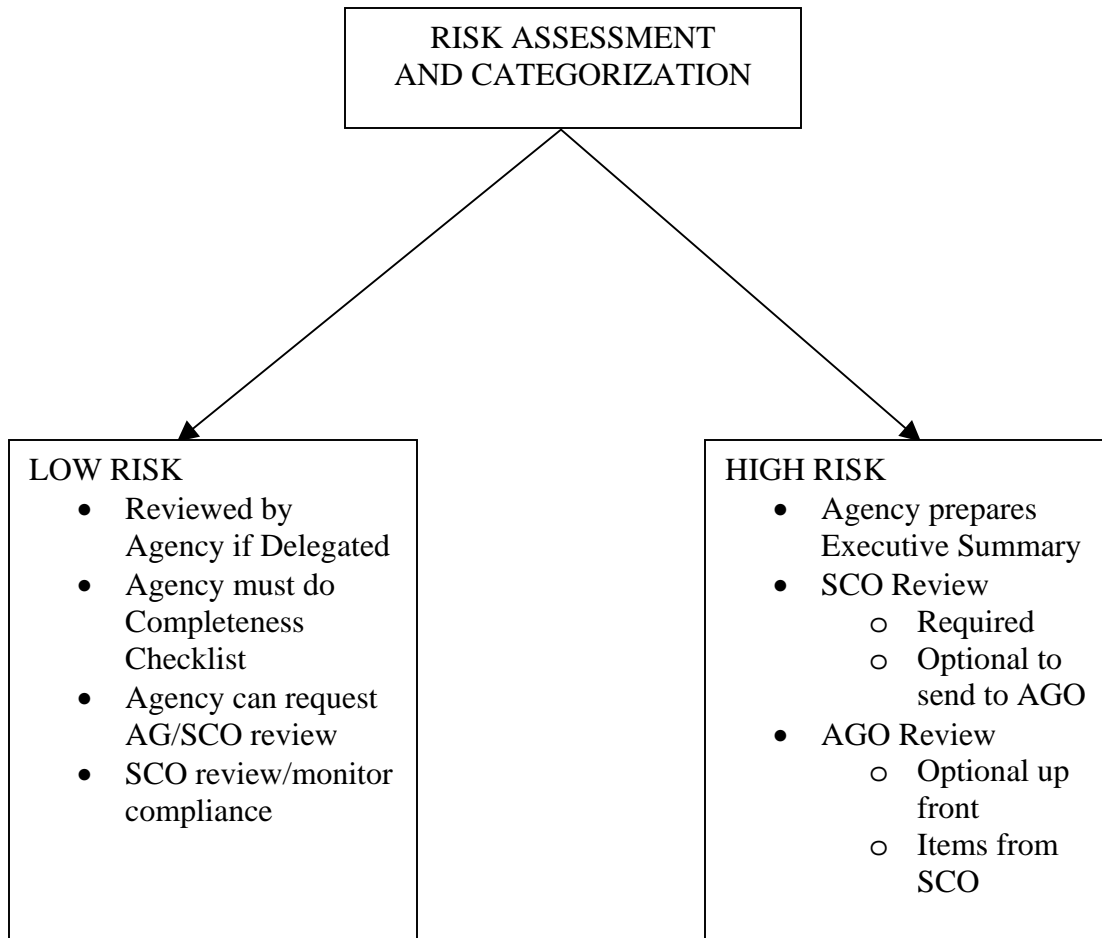 RISK ASSESSMENT
AND CATEGORIZATION
LOW RISK
• Reviewed by
Agency if Delegated
• Agency must do
Completeness
Checklist
• Agency can request
AG/SCO review
• SCO review/monitor
compliance
HIGH RISK
• Agency prepares
Executive Summary
• SCO Review
o Required
o Optional to
send to AGO
• AGO Review
o Optional up
front
o Items from
SCO